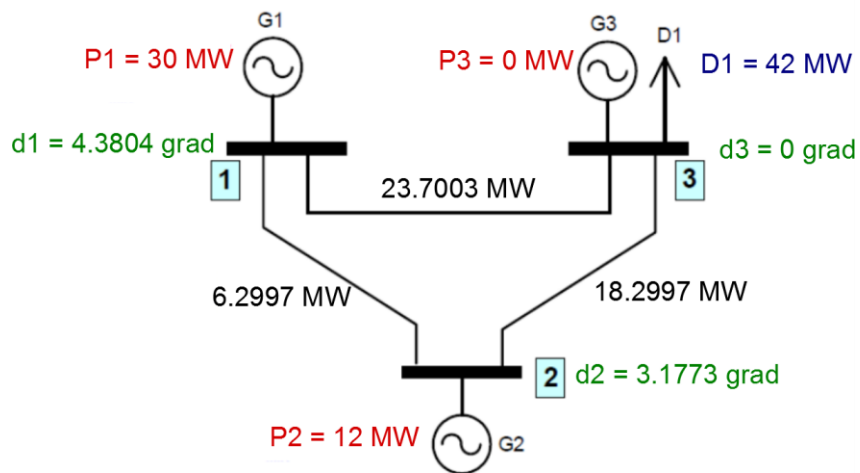 G1
G3
D1
P1 = 30 MW
P3 = 0 MW
D1 = 42 MW
d1 = 4.3804 grad
d3 = 0 grad
1
3
23.7003 MW
6.2997 MW
18.2997 MW
2
d2 = 3.1773 grad
P2 = 12 MW
G2